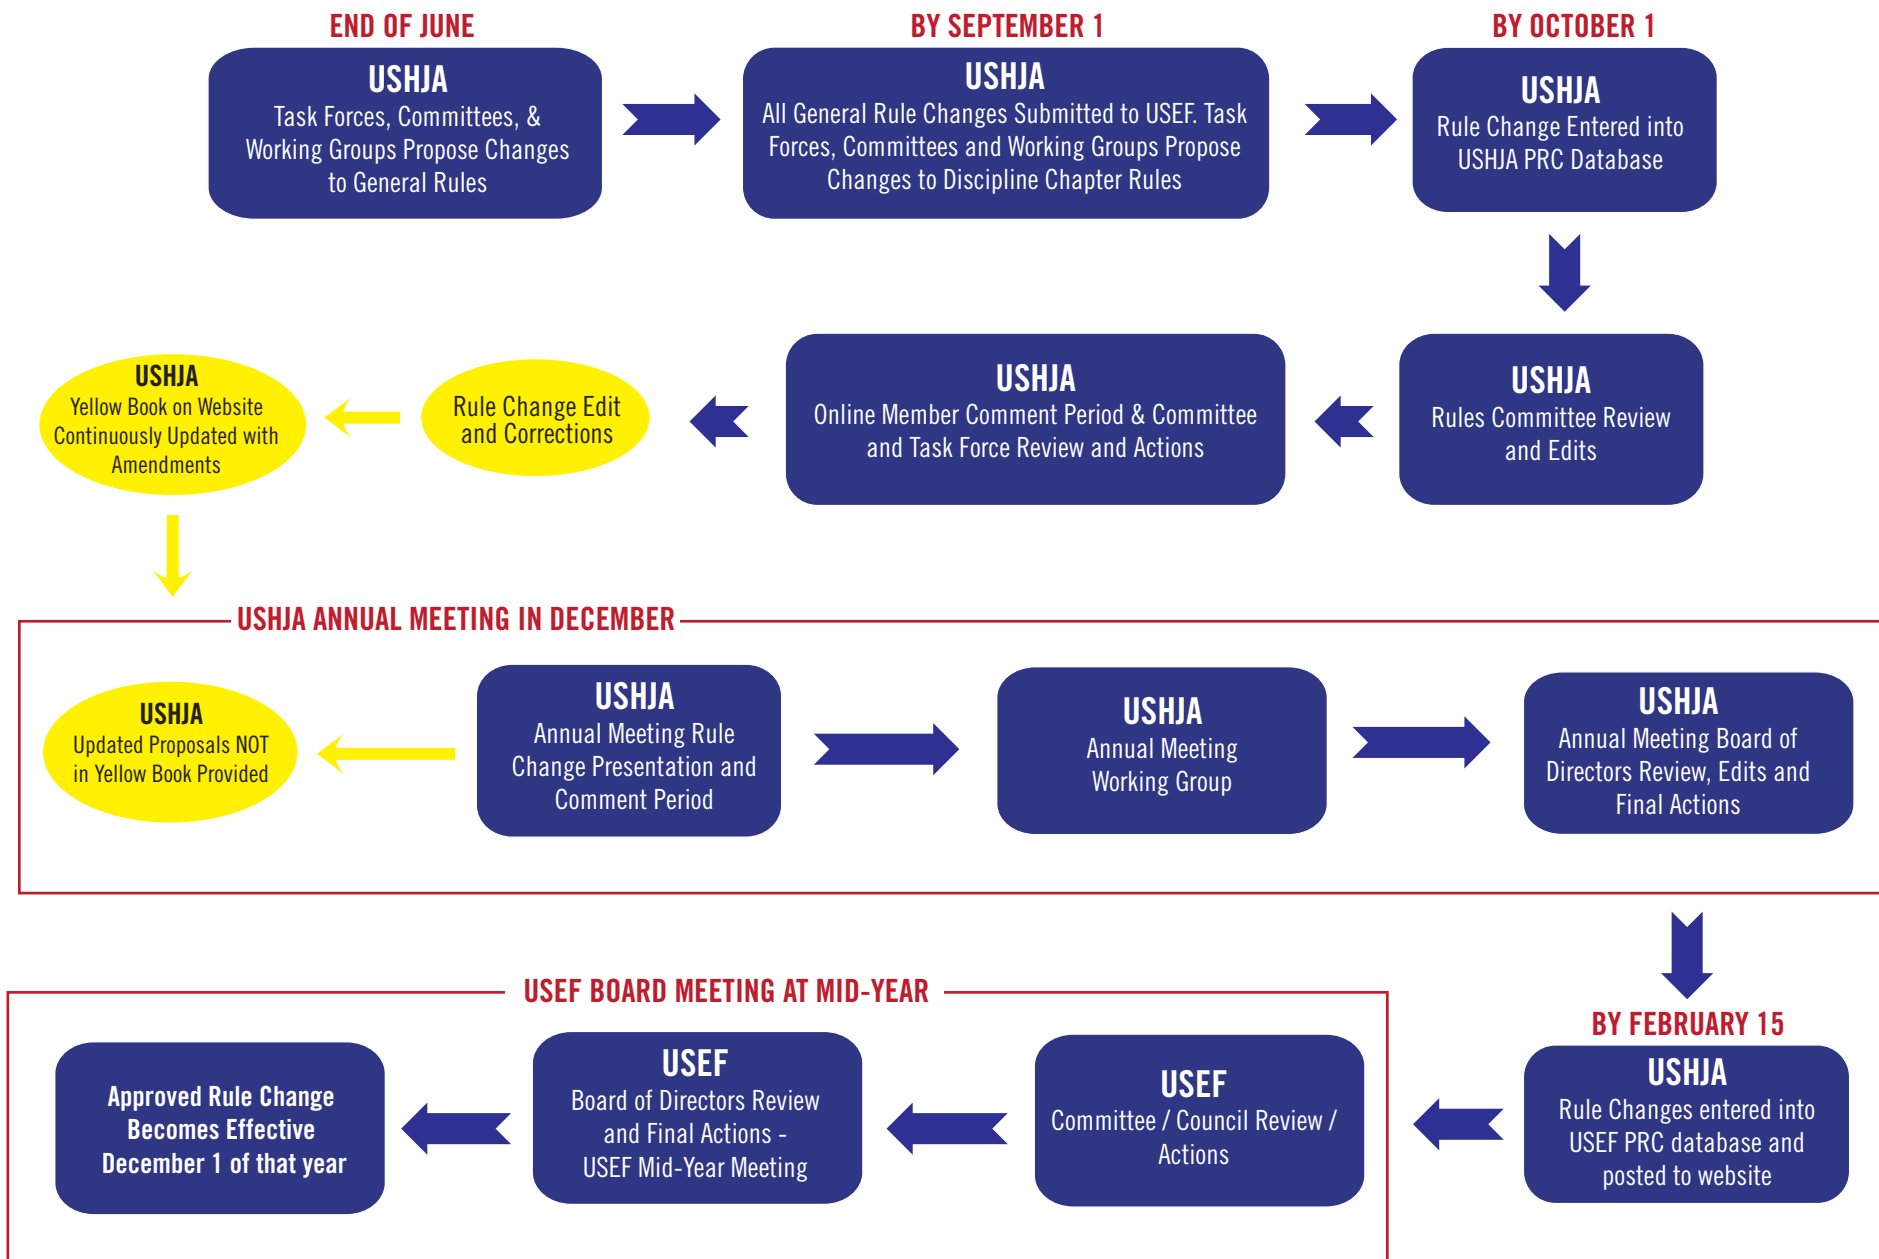 END OF JUNE
USHJA
Task Forces, Committees, &
Working Groups Propose Changes
to General Rules
BY SEPTEMBER 1
USHJA
All General Rule Changes Submitted to USEF. Task
Forces, Committees and Working Groups Propose
Changes to Discipline Chapter Rules
BY OCTOBER 1
USHJA
Rule Change Entered into
USHJA PRC Database
USHJA
Rules Committee Review
and Edits
USHJA
Online Member Comment Period & Committee
and Task Force Review and Actions
Rule Change Edit
and Corrections
USHJA
Yellow Book on Website
Continuously Updated with
Amendments
USHJA ANNUAL MEETING IN DECEMBER
USHJA
Updated Proposals NOT
in Yellow Book Provided
USHJA
Annual Meeting Rule
Change Presentation and
Comment Period
USHJA
Annual Meeting
Working Group
USHJA
Annual Meeting Board of
Directors Review, Edits and
Final Actions
BY FEBRUARY 15
USHJA
Rule Changes entered into
USEF PRC database and
posted to website
USEF BOARD MEETING AT MID-YEAR
USEF
Committee / Council Review /
Actions
USEF
Board of Directors Review
and Final Actions -
USEF Mid-Year Meeting
Approved Rule Change
Becomes Effective
December 1 of that year